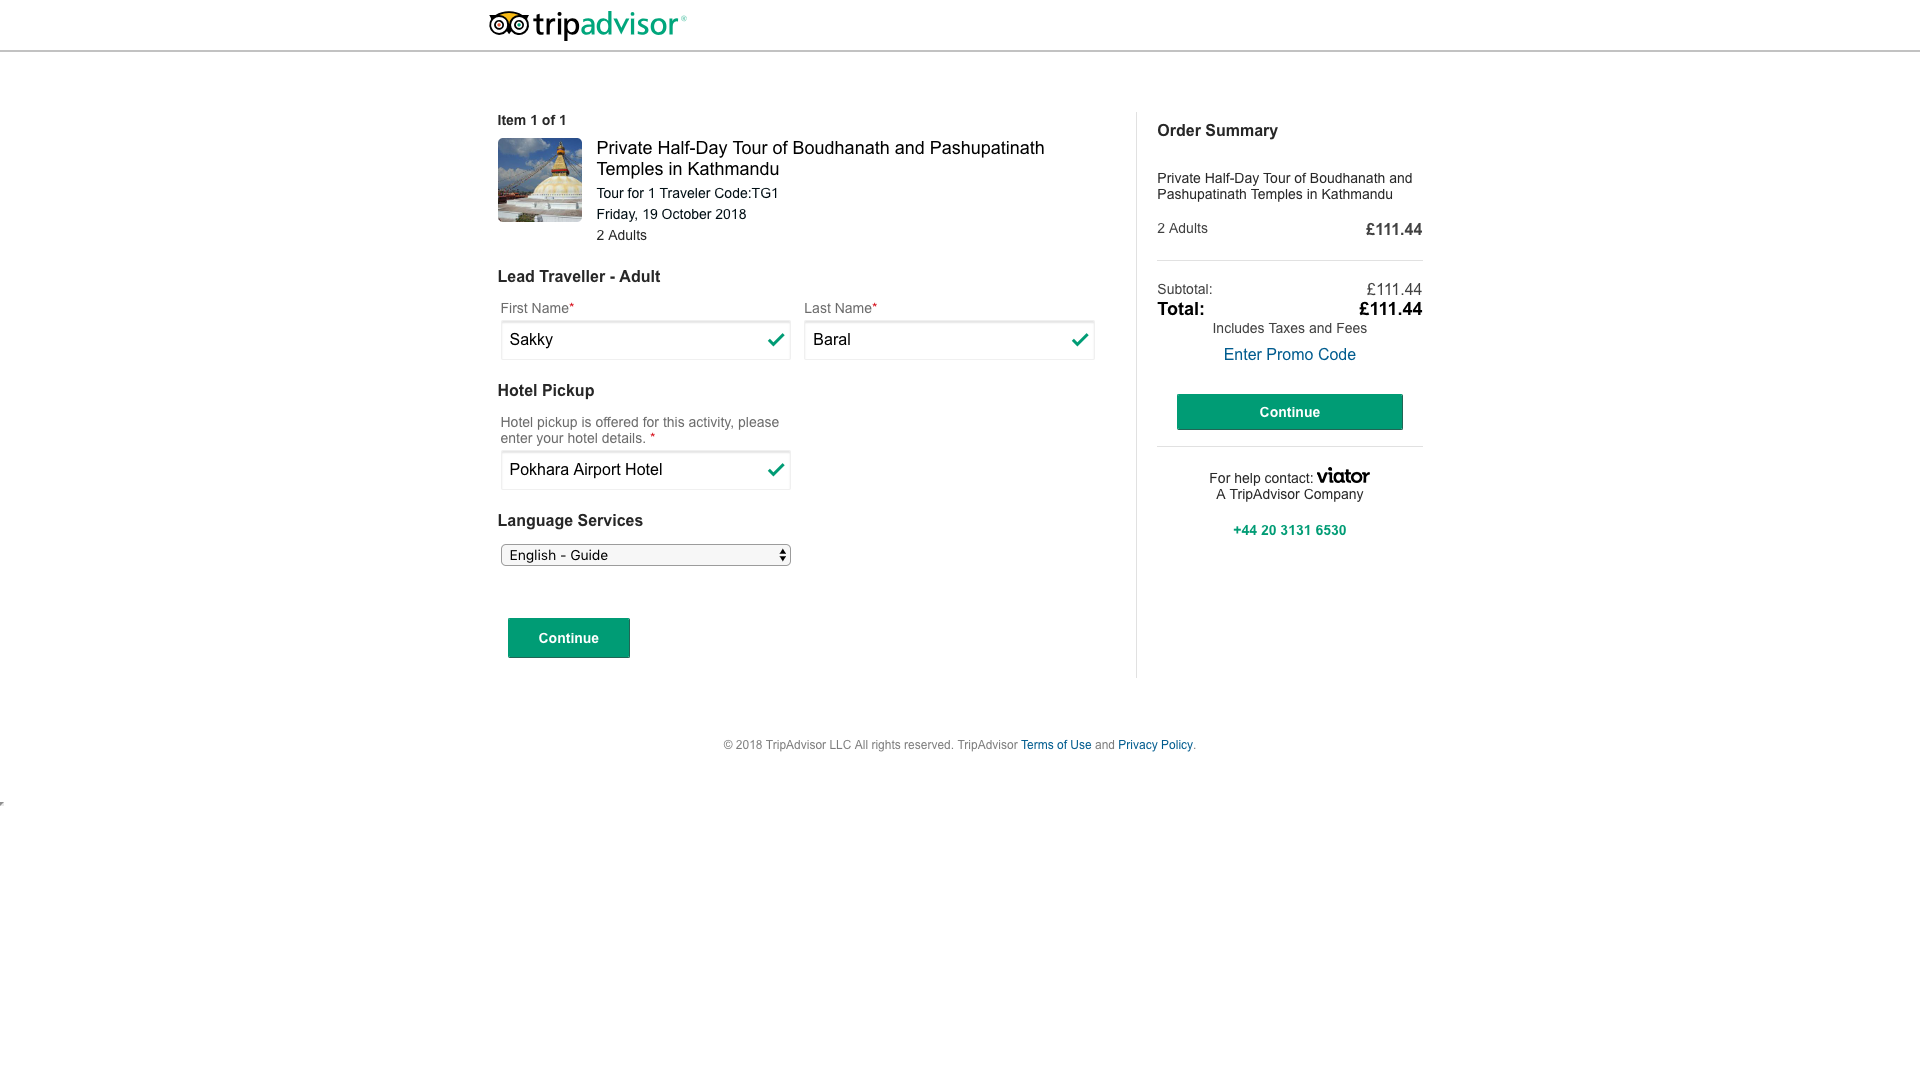 tripadvisor®
Item 1 of 1
Private Half-Day Tour of Boudhanath and Pashupatinath
Temples in Kathmandu
Tour for 1 Traveler Code:TG1
Friday, 19 October 2018
2 Adults
Lead Traveller - Adult
First Name*
Last Name*
Sakky
Baral
Hotel Pickup
Hotel pickup is offered for this activity, please
enter your hotel details. *
Pokhara Airport Hotel
Language Services
English - Guide
Continue
Order Summary
Private Half-Day Tour of Boudhanath and
Pashupatinath Temples in Kathmandu
2 Adults £111.44
Subtotal: £111.44
Total: £111.44
Includes Taxes and Fees
Enter Promo Code
Continue
For help contact: viator
A TripAdvisor Company
+44 20 3131 6530
© 2018 TripAdvisor LLC All rights reserved. TripAdvisor Terms of Use and Privacy Policy.